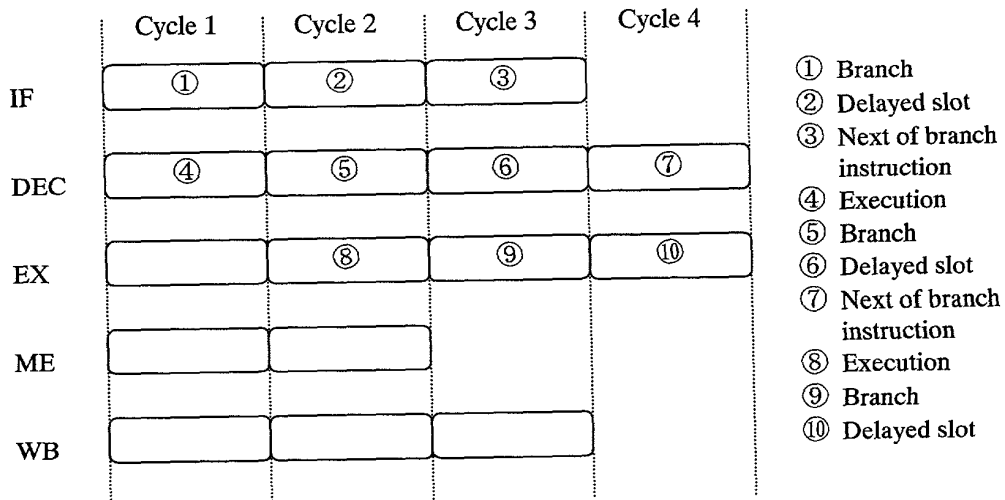 Cycle 1 Cycle 2 Cycle 3 Cycle 4
IF ① ② ③
DEC ④ ⑤ ⑥ ⑦
EX ⑧ ⑨ ⑩
ME
WB
① Branch
② Delayed slot
③ Next of branch
instruction
④ Execution
⑤ Branch
⑥ Delayed slot
⑦ Next of branch
instruction
⑧ Execution
⑨ Branch
⑩ Delayed slot